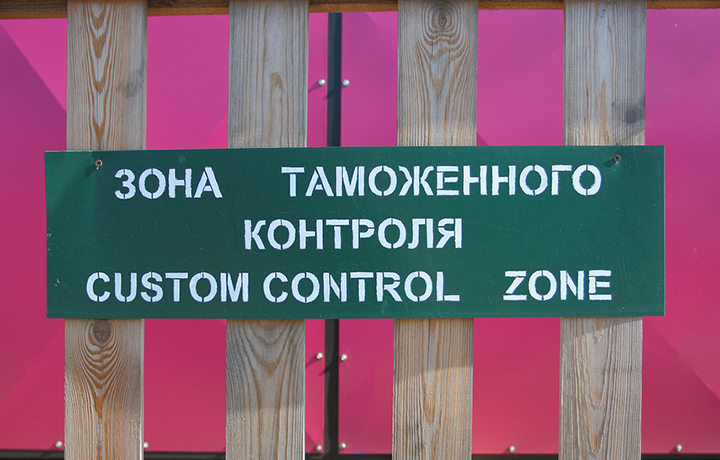 ЗОНА ТАМОЖЕННОГО
КОНТРОЛЯ
CUSTOM CONTROL ZONE